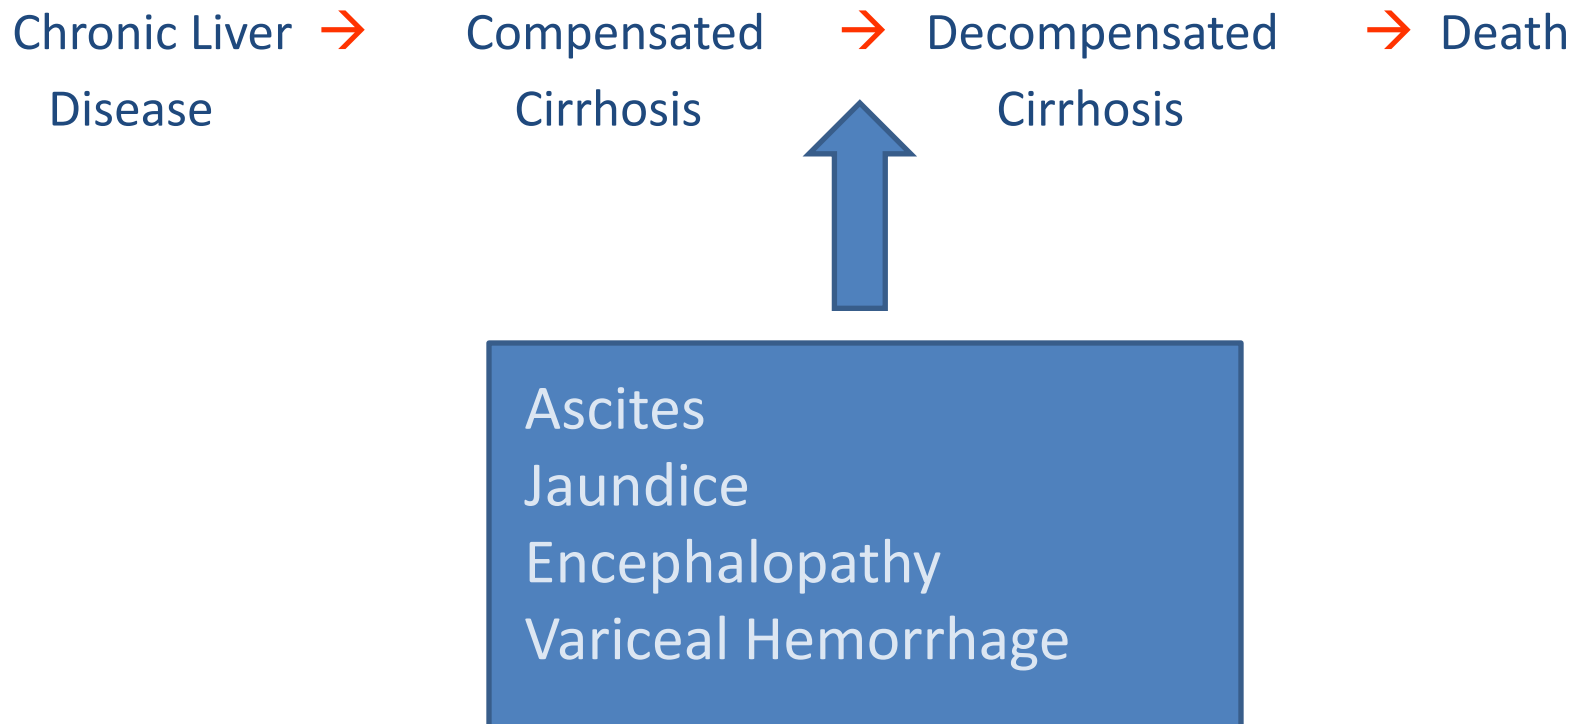 Chronic Liver → Compensated → Decompensated → Death
Disease Cirrhosis Cirrhosis
Ascites
Jaundice
Encephalopathy
Variceal Hemorrhage